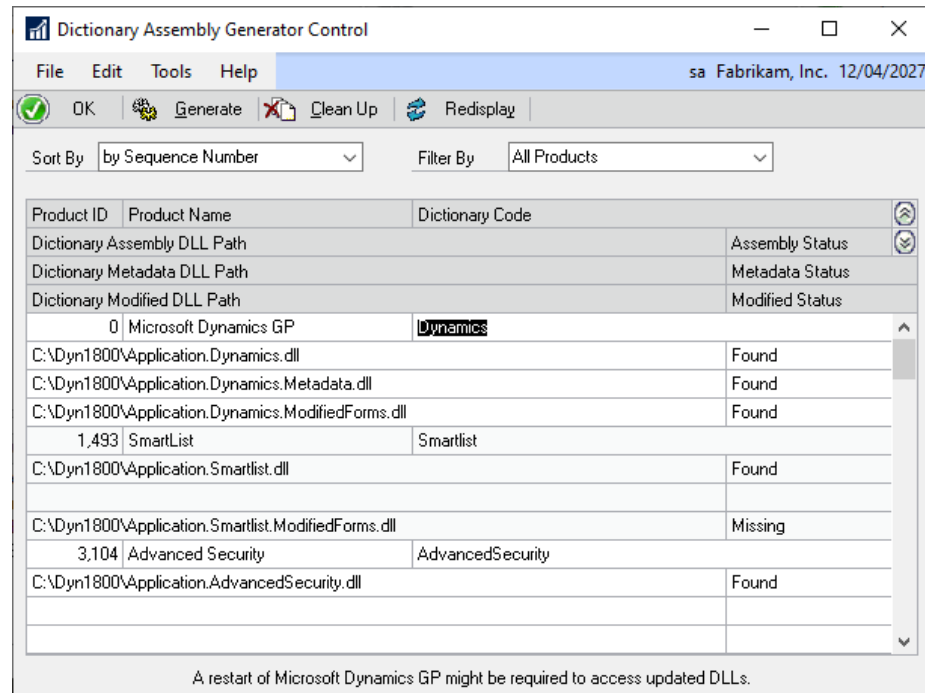 Dictionary Assembly Generator Control
File Edit Tools Help sa Fabrikam, Inc. 12/04/2027
OK Generate Clean Up Redisplay
Sort By by Sequence Number Filter By All Products
Product ID Product Name Dictionary Code
Dictionary Assembly DLL Path Assembly Status
Dictionary Metadata DLL Path Metadata Status
Dictionary Modified DLL Path Modified Status
0 Microsoft Dynamics GP Dynamics
C:\Dyn1800\Application.Dynamics.dll Found
C:\Dyn1800\Application.Dynamics.Metadata.dll Found
C:\Dyn1800\Application.Dynamics.ModifiedForms.dll Found
1,493 SmartList Smartlist
C:\Dyn1800\Application.Smartlist.dll Found
C:\Dyn1800\Application.Smartlist.ModifiedForms.dll Missing
3,104 Advanced Security AdvancedSecurity
C:\Dyn1800\Application.AdvancedSecurity.dll Found
A restart of Microsoft Dynamics GP might be required to access updated DLLs.